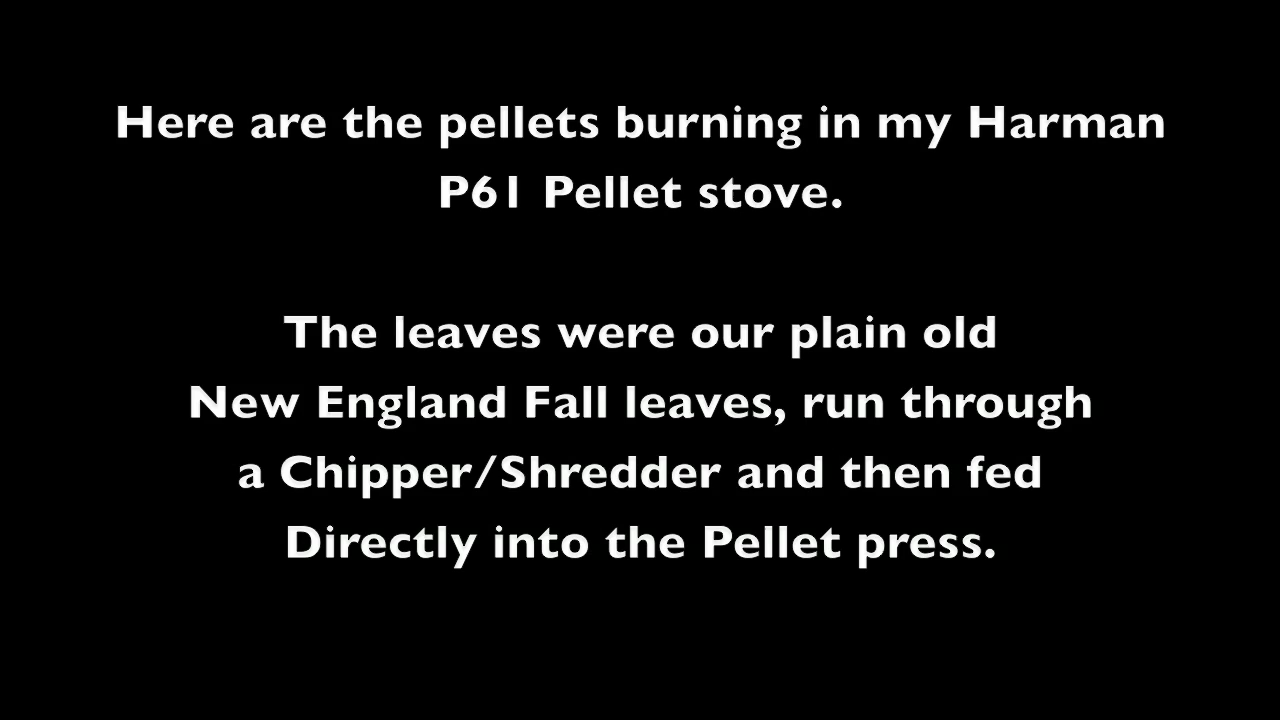 Here are the pellets burning in my Harman
P61 Pellet stove.
The leaves were our plain old
New England Fall leaves, run through
a Chipper/Shredder and then fed
Directly into the Pellet press.